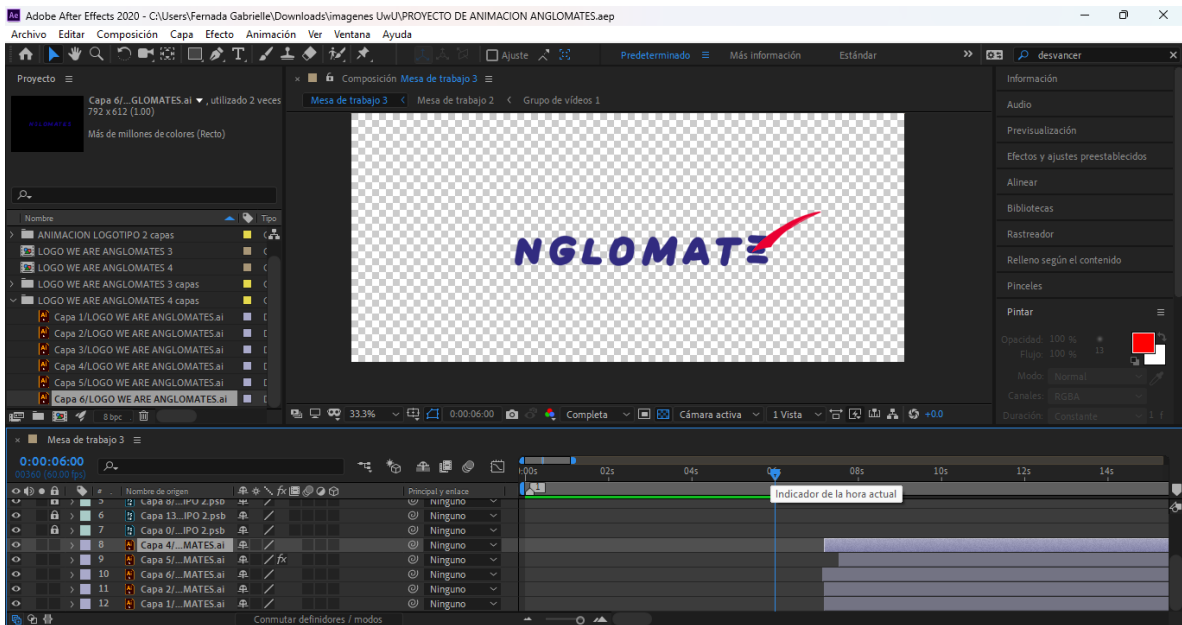 Adobe After Effects 2020 - C:\Users\Fernada Gabrielle\Downloads\imagenes UwU\PROYECTO DE ANIMACION ANGLOMATES.aep
Archivo Editar Composición Capa Efecto Animación Ver Ventana Ayuda
Ajuste Predeterminado Más información Estándar desvancer
Proyecto
Composición Mesa de trabajo 3
Información
Capa 6/...GLOMATES.ai , utilizado 2 veces
792 x 612 (1.00)
Más de millones de colores (Recto)
Mesa de trabajo 3 Mesa de trabajo 2 Grupo de vídeos 1
Audio
Previsualización
Efectos y ajustes preestablecidos
Alinear
Bibliotecas
Rastreador
Relleno según el contenido
Pinceles
Pintar
Opacidad: 100 %
Flujo: 100 % 13
Modo: Normal
Canales: RGBA
Duración: Constante 1 f
NGLOMATE
Nombre Tipo
ANIMACION LOGOTIPO 2 capas
LOGO WE ARE ANGLOMATES 3
LOGO WE ARE ANGLOMATES 4
LOGO WE ARE ANGLOMATES 3 capas
LOGO WE ARE ANGLOMATES 4 capas
Capa 1/LOGO WE ARE ANGLOMATES.ai
Capa 2/LOGO WE ARE ANGLOMATES.ai
Capa 3/LOGO WE ARE ANGLOMATES.ai
Capa 4/LOGO WE ARE ANGLOMATES.ai
Capa 5/LOGO WE ARE ANGLOMATES.ai
Capa 6/LOGO WE ARE ANGLOMATES.ai
8 bpc
33.3% 0:00:06:00 Completa Cámara activa 1 Vista +0.0
Mesa de trabajo 3
0:00:06:00
00360 (60.00 fps)
02s 04s 08s 10s 12s 14s
# Nombre de origen Principal y enlace 1
Indicador de la hora actual
5 Capa 8/...IPO 2.psb Ninguno
6 Capa 13...IPO 2.psb Ninguno
7 Capa 0/...IPO 2.psb Ninguno
8 Capa 4/...MATES.ai Ninguno
9 Capa 5/...MATES.ai fx Ninguno
10 Capa 6/...MATES.ai Ninguno
11 Capa 2/...MATES.ai Ninguno
12 Capa 1/...MATES.ai Ninguno
Conmutar definidores / modos